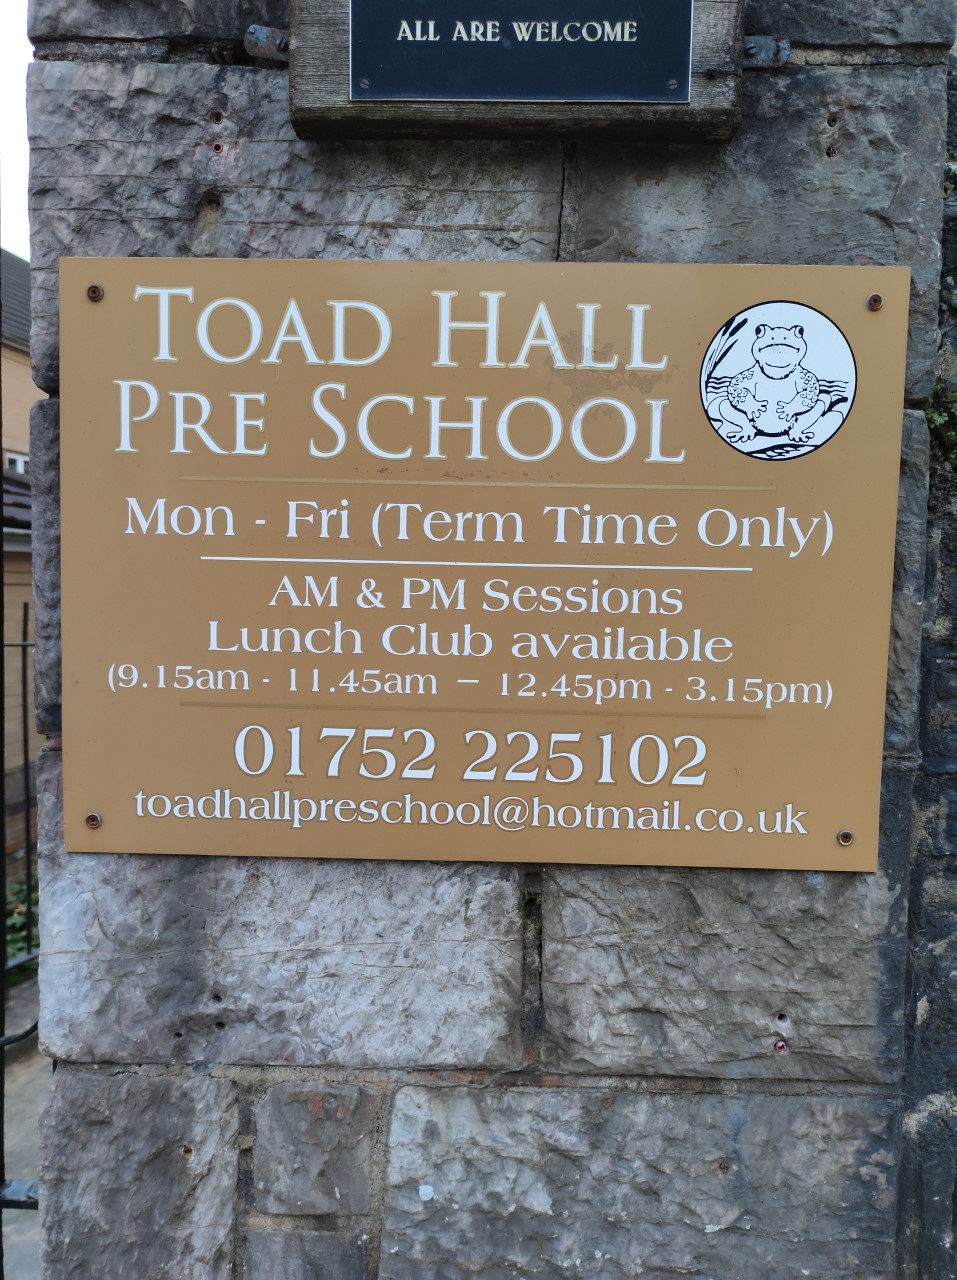 ALL ARE WELCOME
TOAD HALL
PRE SCHOOL
Mon - Fri (Term Time Only)
AM & PM Sessions
Lunch Club available
(9.15am - 11.45am – 12.45pm - 3.15pm)
01752 225102
toadhallpreschool@hotmail.co.uk